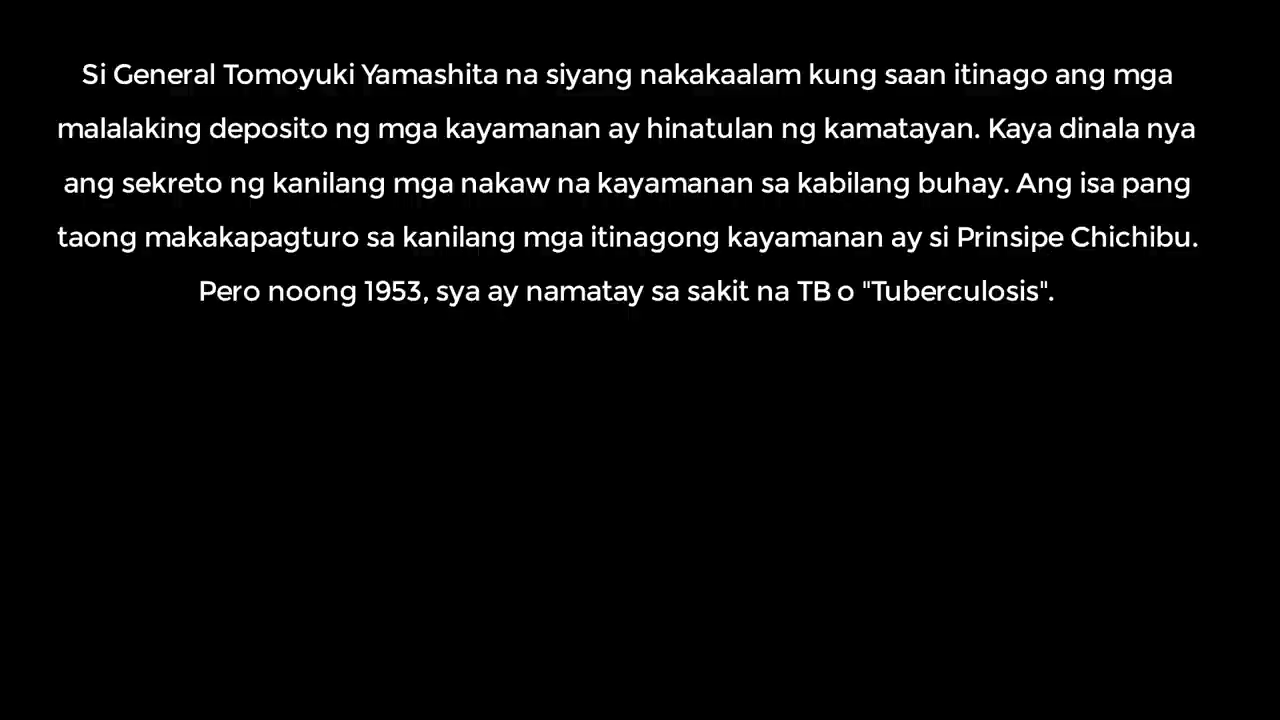 Si General Tomoyuki Yamashita na siyang nakakaalam kung saan itinago ang mga
malalaking deposito ng mga kayamanan ay hinatulan ng kamatayan. Kaya dinala nya
ang sekreto ng kanilang mga nakaw na kayamanan sa kabilang buhay. Ang isa pang
taong makakapagturo sa kanilang mga itinagong kayamanan ay si Prinsipe Chichibu.
Pero noong 1953, sya ay namatay sa sakit na TB o "Tuberculosis".